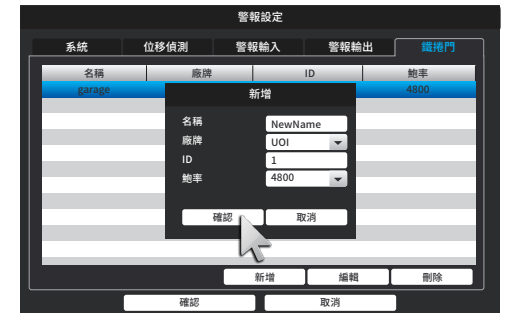 警報設定
系統 位移偵測 警報輸入 警報輸出 鐵捲門
名稱 廠牌 ID 鮑率
garage 4800
新增
名稱 NewName
廠牌 UOI
ID 1
鮑率 4800
確認 取消
新增 編輯 刪除
確認 取消